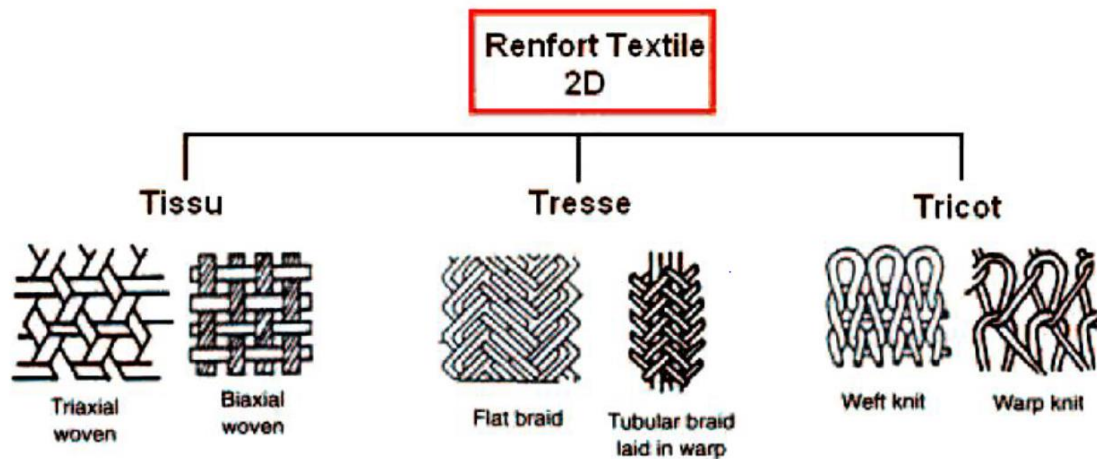 Renfort Textile
2D
Tissu
Tresse
Tricot
Triaxial
woven
Biaxial
woven
Flat braid
Tubular braid
laid in warp
Weft knit
Warp knit